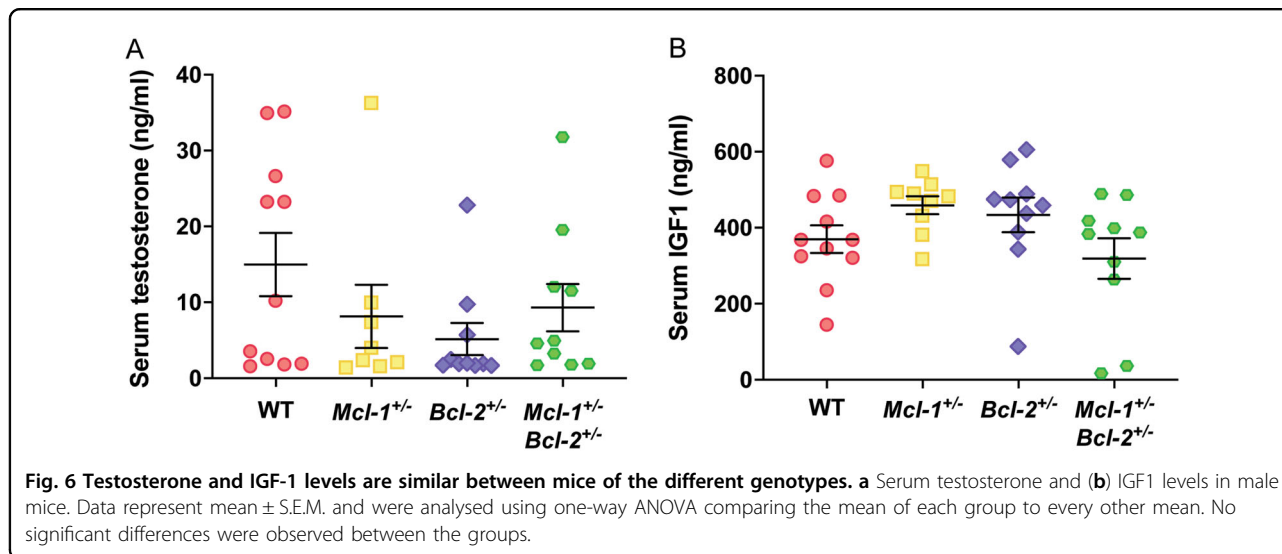 A
Serum testosterone (ng/ml)
40
30
20
10
0
WT
Mcl-1+/-
Bcl-2+/-
Mcl-1+/-
Bcl-2+/-
B
Serum IGF1 (ng/ml)
800
600
400
200
0
WT
Mcl-1+/-
Bcl-2+/-
Mcl-1+/-
Bcl-2+/-
Fig. 6 Testosterone and IGF-1 levels are similar between mice of the different genotypes. a Serum testosterone and (b) IGF1 levels in male
mice. Data represent mean ± S.E.M. and were analysed using one-way ANOVA comparing the mean of each group to every other mean. No
significant differences were observed between the groups.